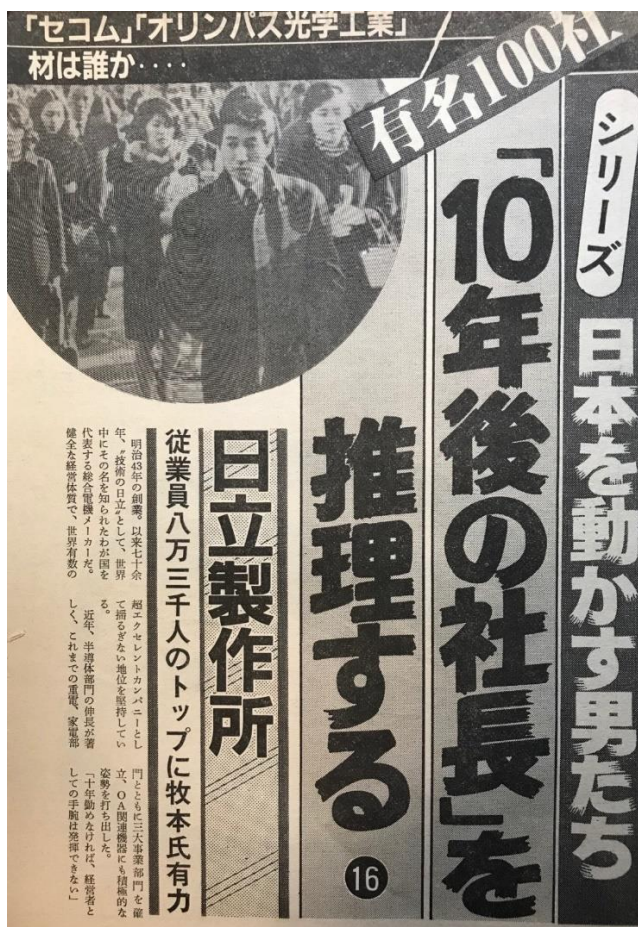 「セコム」「オリンパス光学工業」
材は誰か‥‥
有名100社
シリーズ 日本を動かす男たち
「10年後の社長」を
推理する 16
日立製作所
従業員八万三千人のトップに牧本氏有力
明治43年の創業。以来七十余
年、〝技術の日立〟として、世界
中にその名を知られたわが国を
代表する総合電機メーカーだ。
健全な経営体質で、世界有数の
超エクセレントカンパニーとし
て揺るぎない地位を堅持してい
る。
近年、半導体部門の伸長が著
しく、これまでの重電、家電部
門とともに三大事業部門を確
立、OA関連機器にも積極的な
姿勢を打ち出した。
「十年勤めなければ、経営者と
しての手腕は発揮できない」